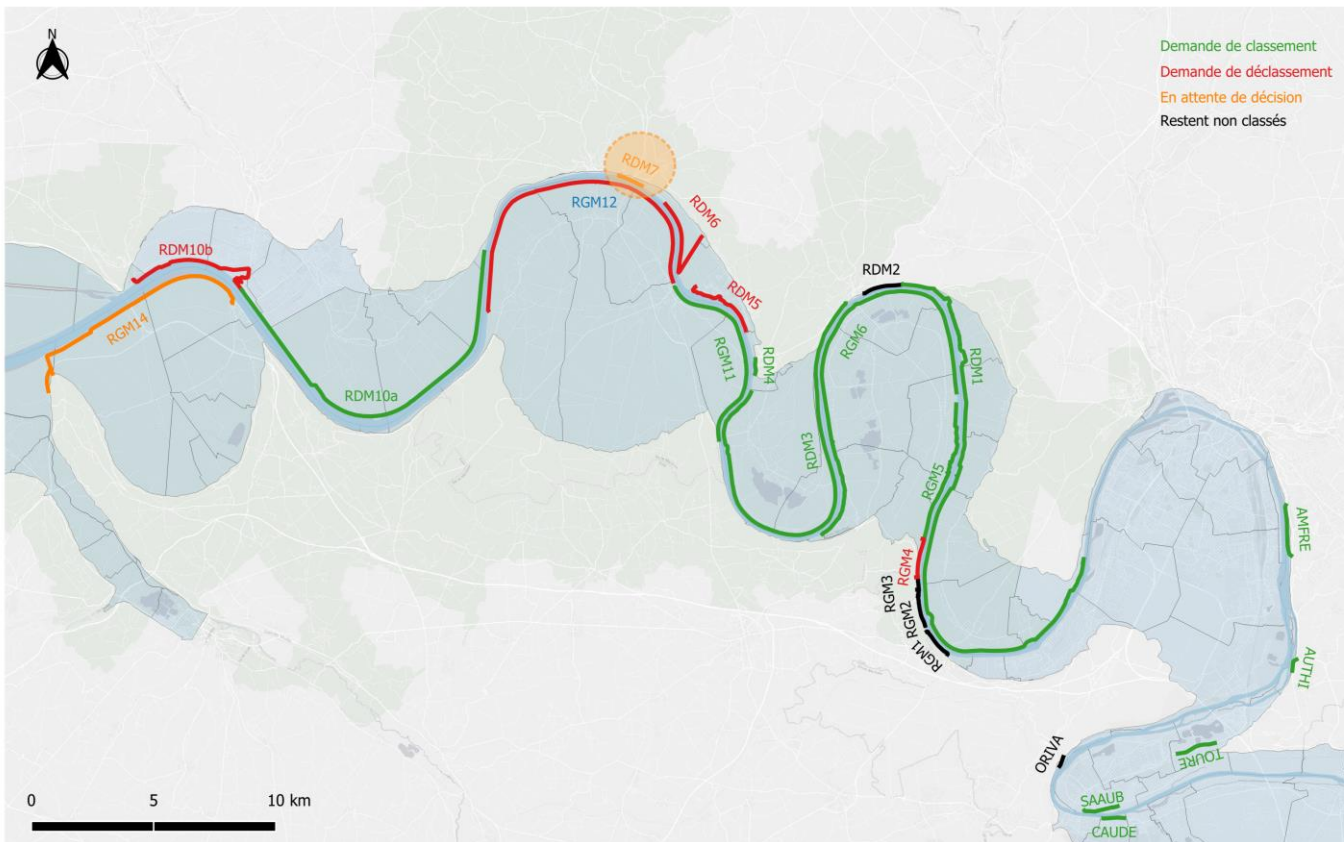 N
Demande de classement
Demande de déclassement
En attente de décision
Restent non classés
RDM7
RGM12
RDM6
RDM10b
RDM5
RDM2
RGM14
RGM11
RDM4
RGM6
RDM1
RDM10a
RDM3
RGM5
AMFRE
RGM4
RGM3
RGM2
RGM1
AUTHI
ORIVA
TOURE
SAAUB
CAUDE
0 5 10 km